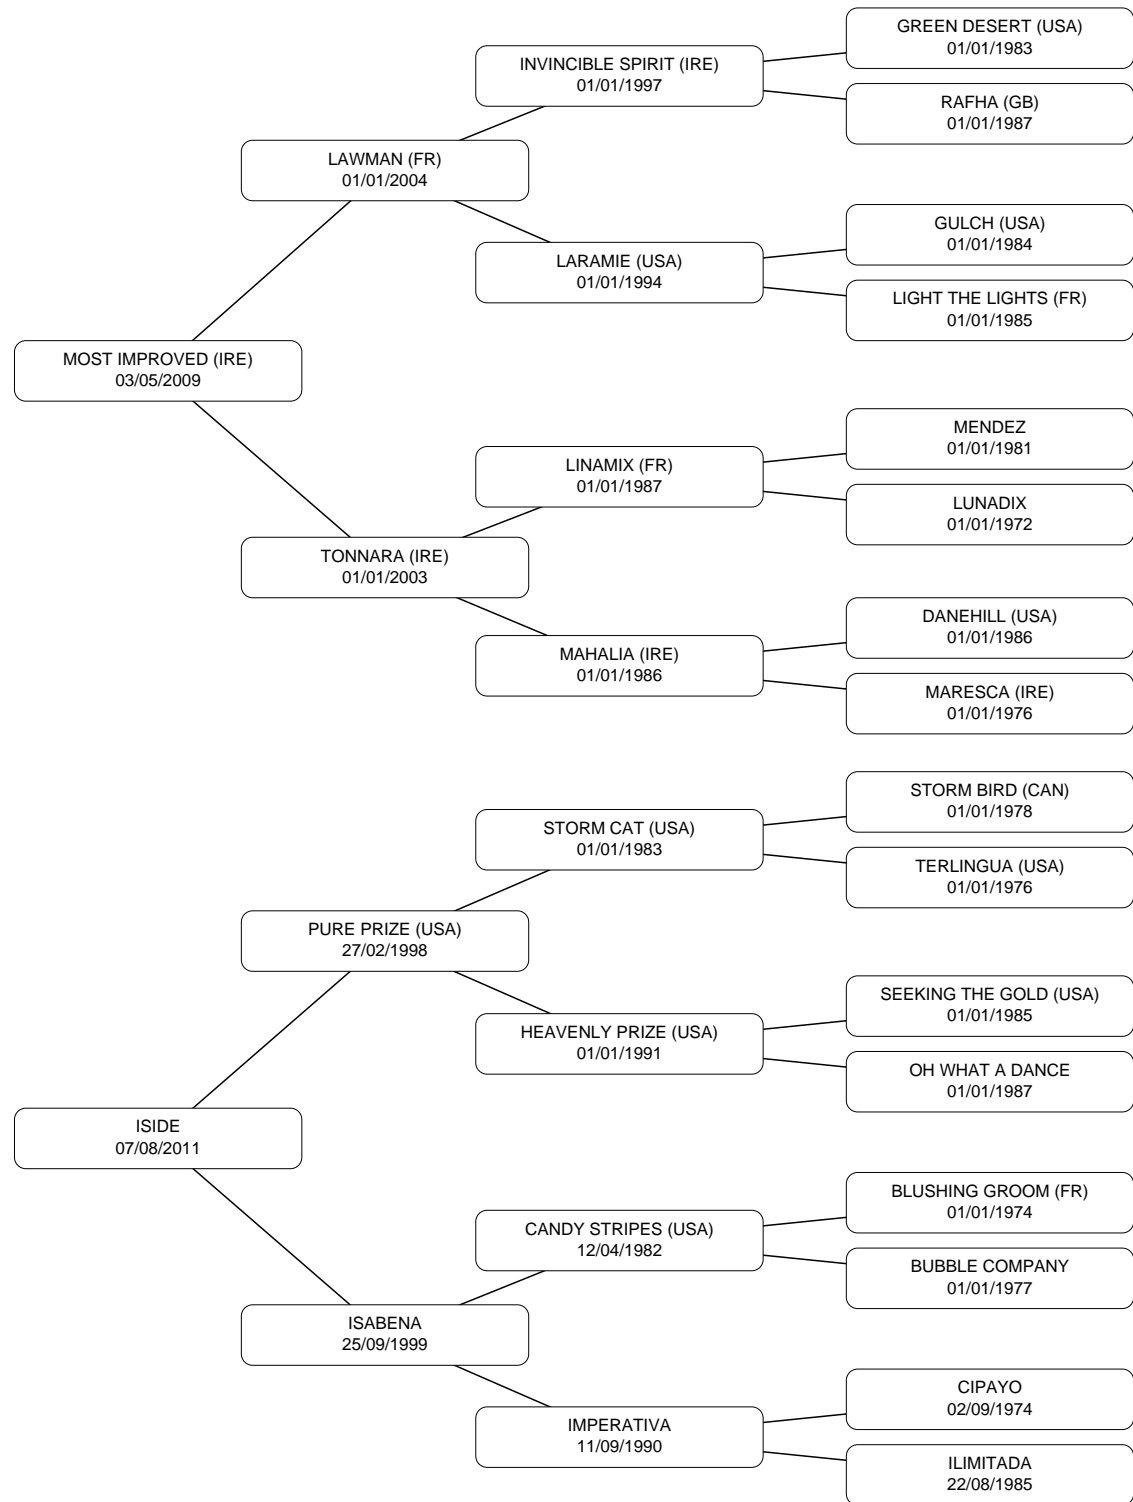 GREEN DESERT (USA)
01/01/1983
INVINCIBLE SPIRIT (IRE)
01/01/1997
RAFHA (GB)
01/01/1987
LAWMAN (FR)
01/01/2004
GULCH (USA)
01/01/1984
LARAMIE (USA)
01/01/1994
LIGHT THE LIGHTS (FR)
01/01/1985
MOST IMPROVED (IRE)
03/05/2009
MENDEZ
01/01/1981
LINAMIX (FR)
01/01/1987
LUNADIX
01/01/1972
TONNARA (IRE)
01/01/2003
DANEHILL (USA)
01/01/1986
MAHALIA (IRE)
01/01/1986
MARESCA (IRE)
01/01/1976
STORM BIRD (CAN)
01/01/1978
STORM CAT (USA)
01/01/1983
TERLINGUA (USA)
01/01/1976
PURE PRIZE (USA)
27/02/1998
SEEKING THE GOLD (USA)
01/01/1985
HEAVENLY PRIZE (USA)
01/01/1991
OH WHAT A DANCE
01/01/1987
ISIDE
07/08/2011
BLUSHING GROOM (FR)
01/01/1974
CANDY STRIPES (USA)
12/04/1982
BUBBLE COMPANY
01/01/1977
ISABENA
25/09/1999
CIPAYO
02/09/1974
IMPERATIVA
11/09/1990
ILIMITADA
22/08/1985